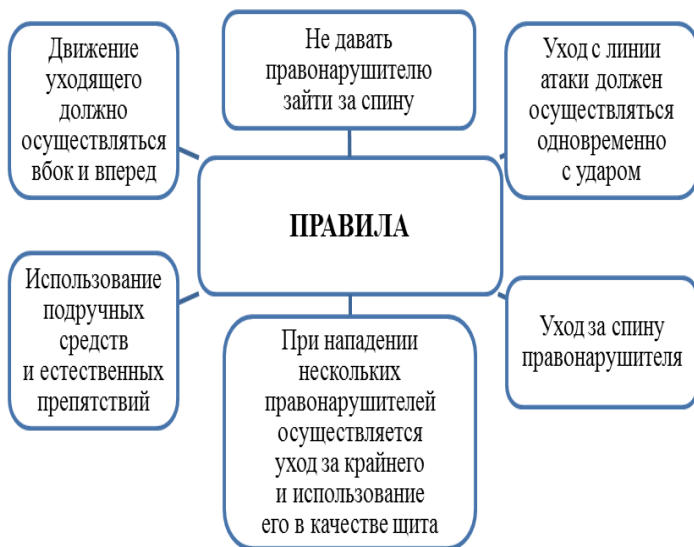 Движение
уходящего
должно
осуществляться
вбок и вперед
Не давать
правонарушителю
зайти за спину
Уход с линии
атаки должен
осуществляться
одновременно
с ударом
ПРАВИЛА
Использование
подручных
средств
и естественных
препятствий
При нападении
нескольких
правонарушителей
осуществляется
уход за крайнего
и использование
его в качестве щита
Уход за спину
правонарушителя